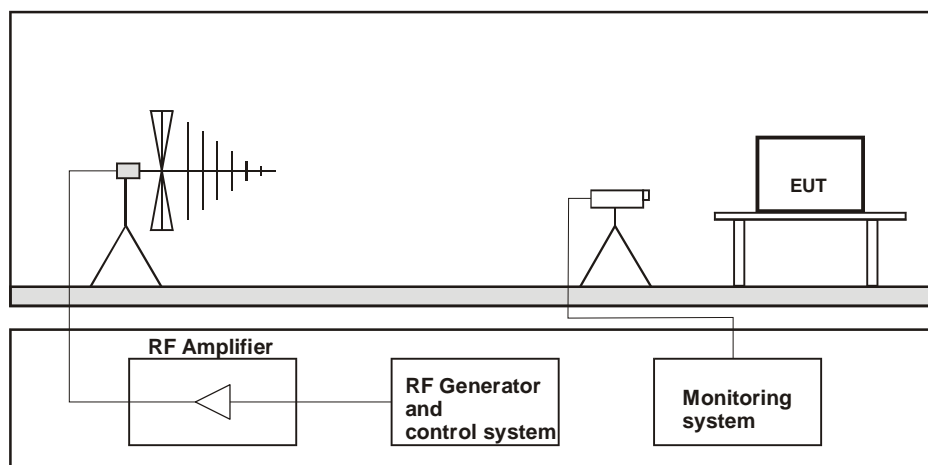 EUT
RF Amplifier
RF Generator
and
control system
Monitoring
system